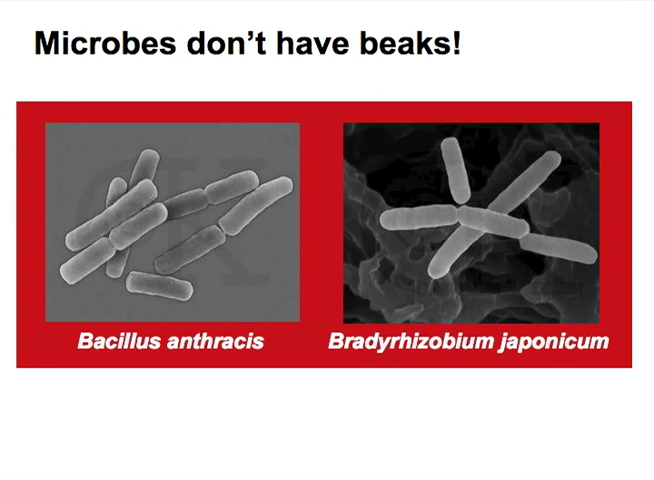 Microbes don’t have beaks!
Bacillus anthracis
Bradyrhizobium japonicum